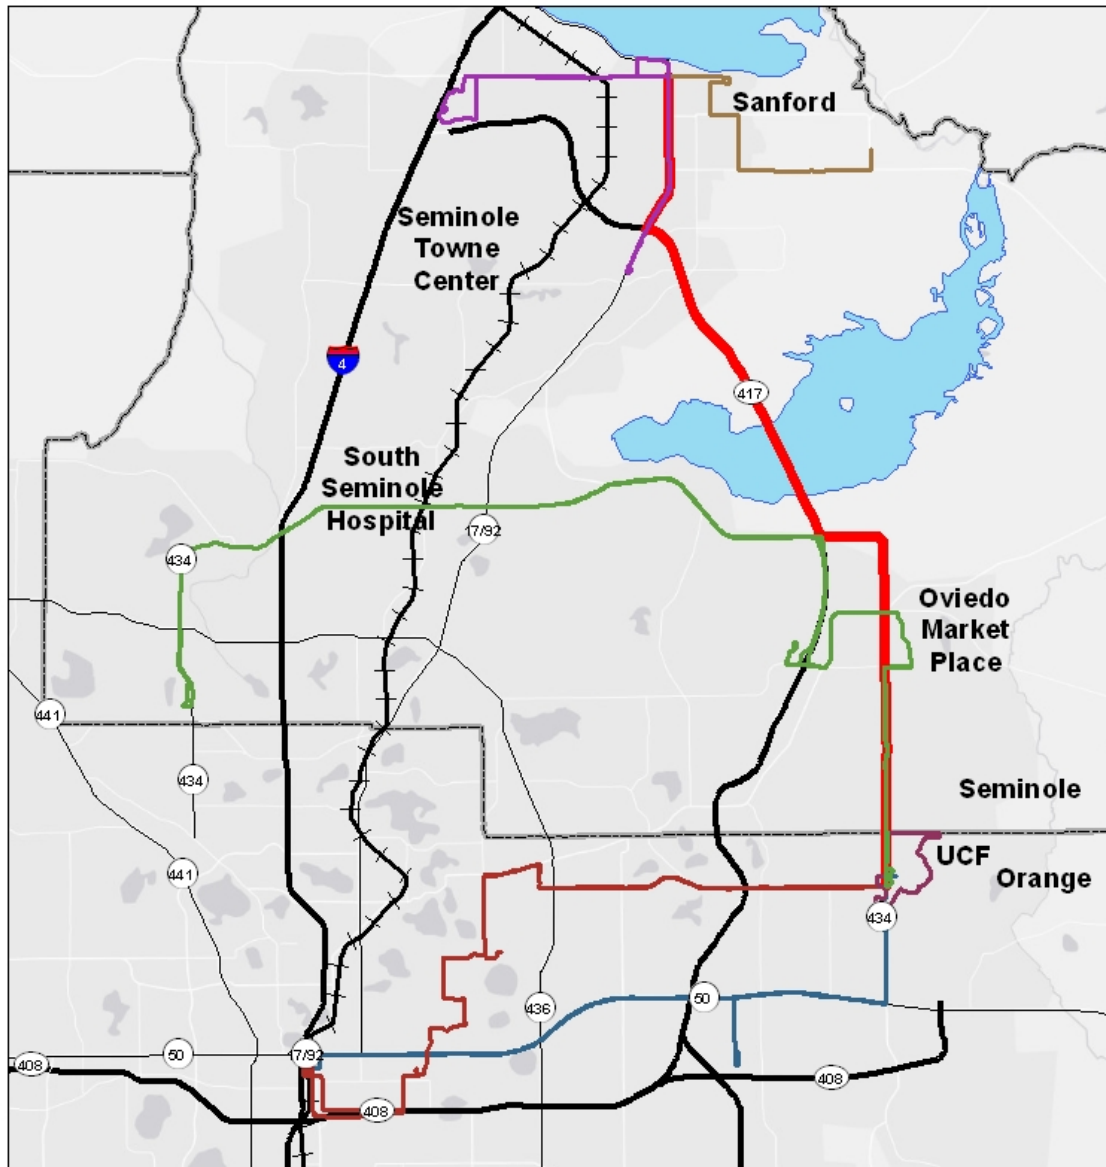 Sanford
Seminole
Towne
Center
4
417
South
Seminole
Hospital
17/92
434
Oviedo
Market
Place
441
434
Seminole
UCF
Orange
441
434
50
436
50
17/92
408
408
408